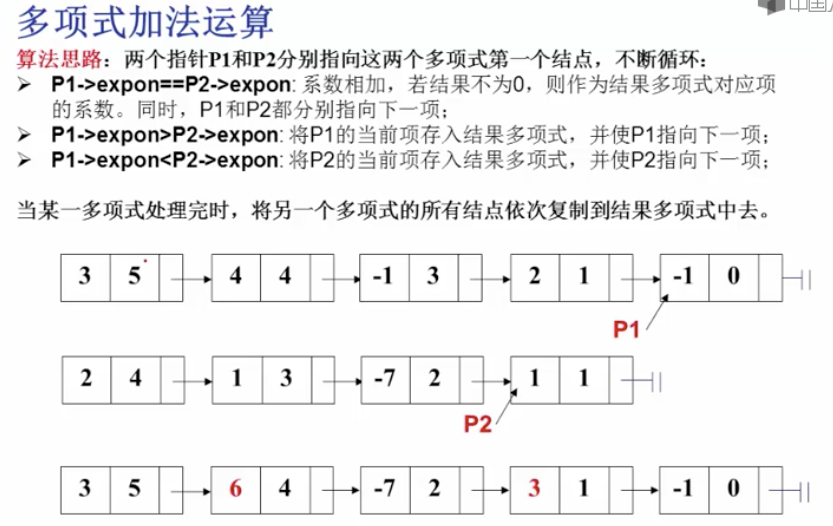 中国
多项式加法运算
算法思路：两个指针P1和P2分别指向这两个多项式第一个结点，不断循环：
➢ P1->expon==P2->expon: 系数相加，若结果不为0，则作为结果多项式对应项
的系数。同时，P1和P2都分别指向下一项；
➢ P1->expon>P2->expon: 将P1的当前项存入结果多项式，并使P1指向下一项；
➢ P1->expon<P2->expon: 将P2的当前项存入结果多项式，并使P2指向下一项；
当某一多项式处理完时，将另一个多项式的所有结点依次复制到结果多项式中去。
3 5 4 4 -1 3 2 1 -1 0
P1
2 4 1 3 -7 2 1 1
P2
3 5 6 4 -7 2 3 1 -1 0